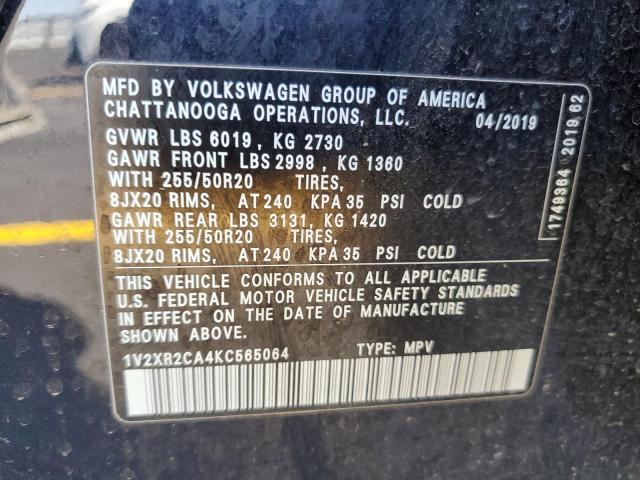 MFD BY VOLKSWAGEN GROUP OF AMERICA
CHATTANOOGA OPERATIONS, LLC. 04/2019
GVWR LBS 6019 , KG 2730
GAWR FRONT LBS 2998 , KG 1360
WITH 255/50R20 TIRES,
8JX20 RIMS, AT 240 KPA 35 PSI COLD
GAWR REAR LBS 3131, KG 1420
WITH 255/50R20 TIRES,
8JX20 RIMS, AT 240 KPA 35 PSI COLD
THIS VEHICLE CONFORMS TO ALL APPLICABLE
U.S. FEDERAL MOTOR VEHICLE SAFETY STANDARDS
IN EFFECT ON THE DATE OF MANUFACTURE
SHOWN ABOVE.
1V2XR2CA4KC565064 TYPE: MPV
1749364 2019 62